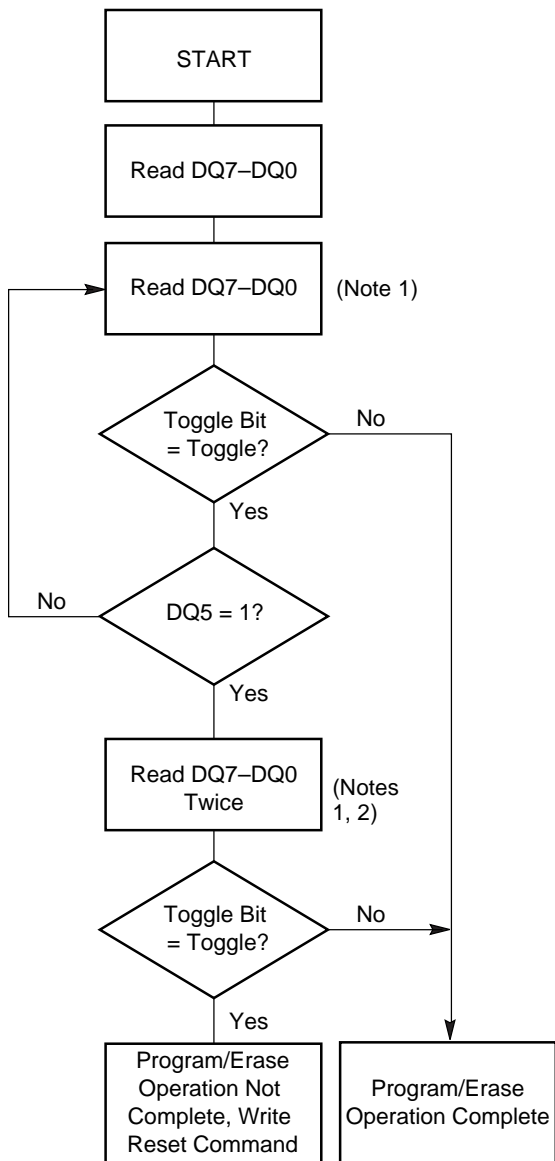 START
Read DQ7–DQ0
Read DQ7–DQ0
(Note 1)
Toggle Bit
= Toggle?
No
Yes
No
DQ5 = 1?
Yes
Read DQ7–DQ0
Twice
(Notes
1, 2)
Toggle Bit
= Toggle?
No
Yes
Program/Erase
Operation Not
Complete, Write
Reset Command
Program/Erase
Operation Complete